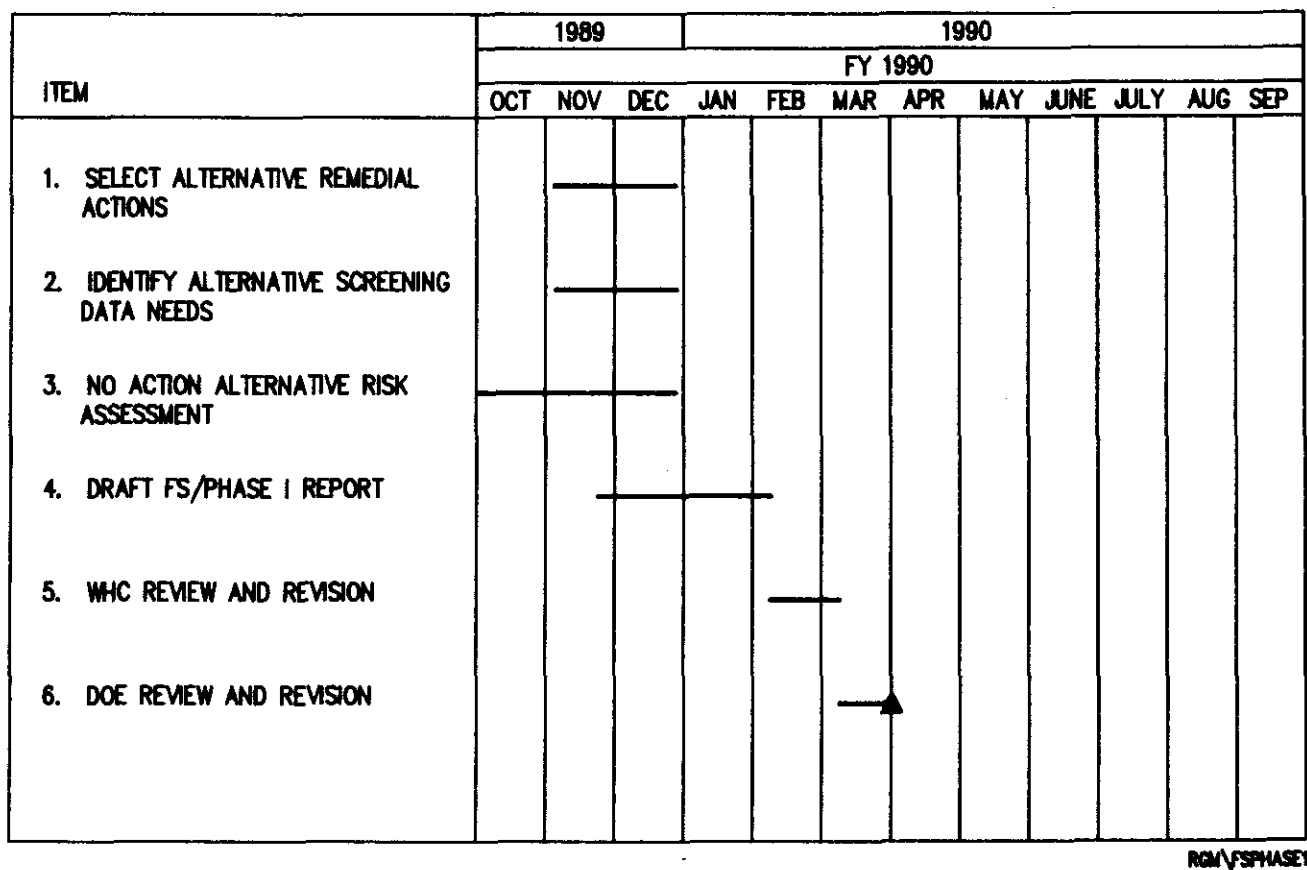 1989 1990
FY 1990
ITEM
OCT NOV DEC JAN FEB MAR APR MAY JUNE JULY AUG SEP
1. SELECT ALTERNATIVE REMEDIAL
ACTIONS
2. IDENTIFY ALTERNATIVE SCREENING
DATA NEEDS
3. NO ACTION ALTERNATIVE RISK
ASSESSMENT
4. DRAFT FS/PHASE I REPORT
5. WHC REVIEW AND REVISION
6. DOE REVIEW AND REVISION
RGM\FSPHASE1